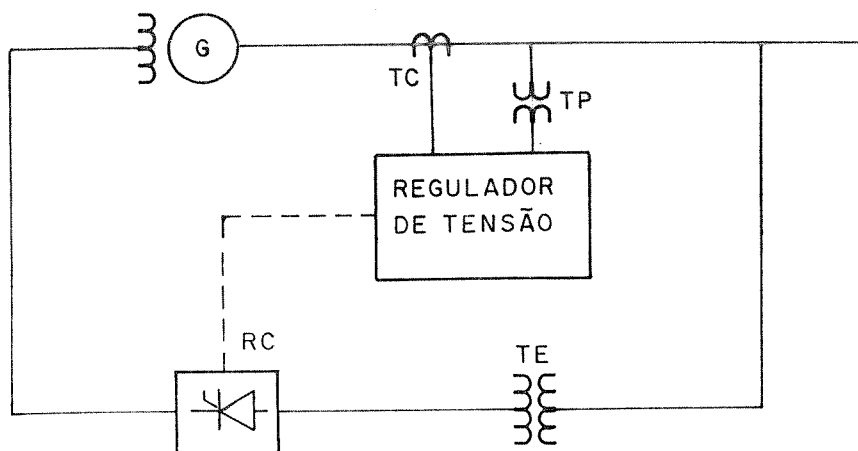 G
TC
TP
REGULADOR
DE TENSÃO
RC
TE